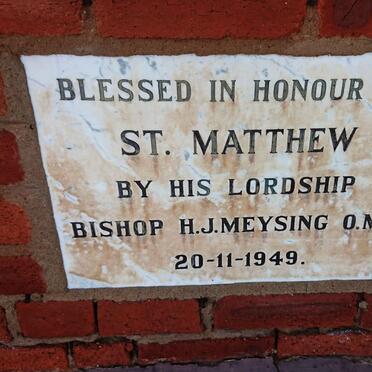 BLESSED IN HONOUR
ST. MATTHEW
BY HIS LORDSHIP
BISHOP H.J.MEYSING O.M
20-11-1949.